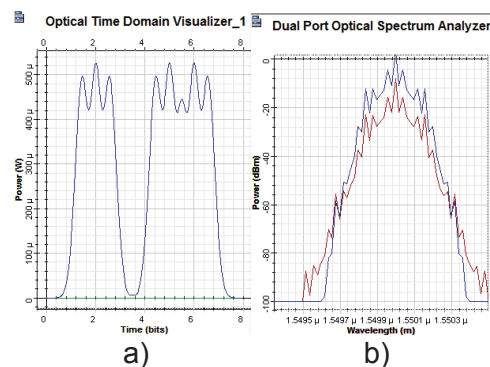 Optical Time Domain Visualizer_1
0 2 4 6 8
Power (W)
500 µ
400 µ
300 µ
200 µ
100 µ
0
0 2 4 6 8
Time (bits)
a)
Dual Port Optical Spectrum Analyzer
Power (dBm)
0
-20
-40
-60
-80
-100
1.5495 µ 1.5497 µ 1.5499 µ 1.5501 µ 1.5503 µ
Wavelength (m)
b)